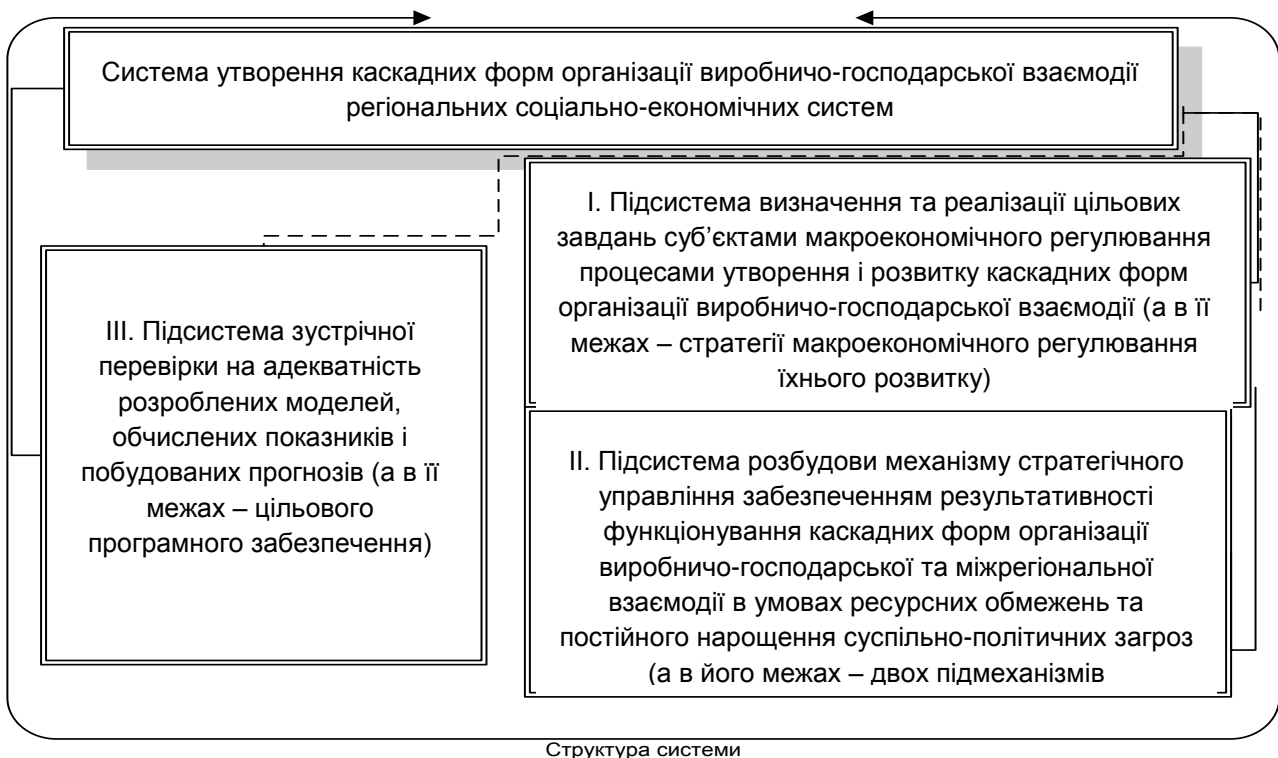 Система утворення каскадних форм організації виробничо-господарської взаємодії
регіональних соціально-економічних систем
І. Підсистема визначення та реалізації цільових
завдань суб’єктами макроекономічного регулювання
процесами утворення і розвитку каскадних форм
організації виробничо-господарської взаємодії (а в її
межах – стратегії макроекономічного регулювання
їхнього розвитку)
ІІ. Підсистема розбудови механізму стратегічного
управління забезпеченням результативності
функціонування каскадних форм організації
виробничо-господарської та міжрегіональної
взаємодії в умовах ресурсних обмежень та
постійного нарощення суспільно-політичних загроз
(а в його межах – двох підмеханізмів
ІІІ. Підсистема зустрічної
перевірки на адекватність
розроблених моделей,
обчислених показників і
побудованих прогнозів (а в її
межах – цільового
програмного забезпечення)
Структура системи